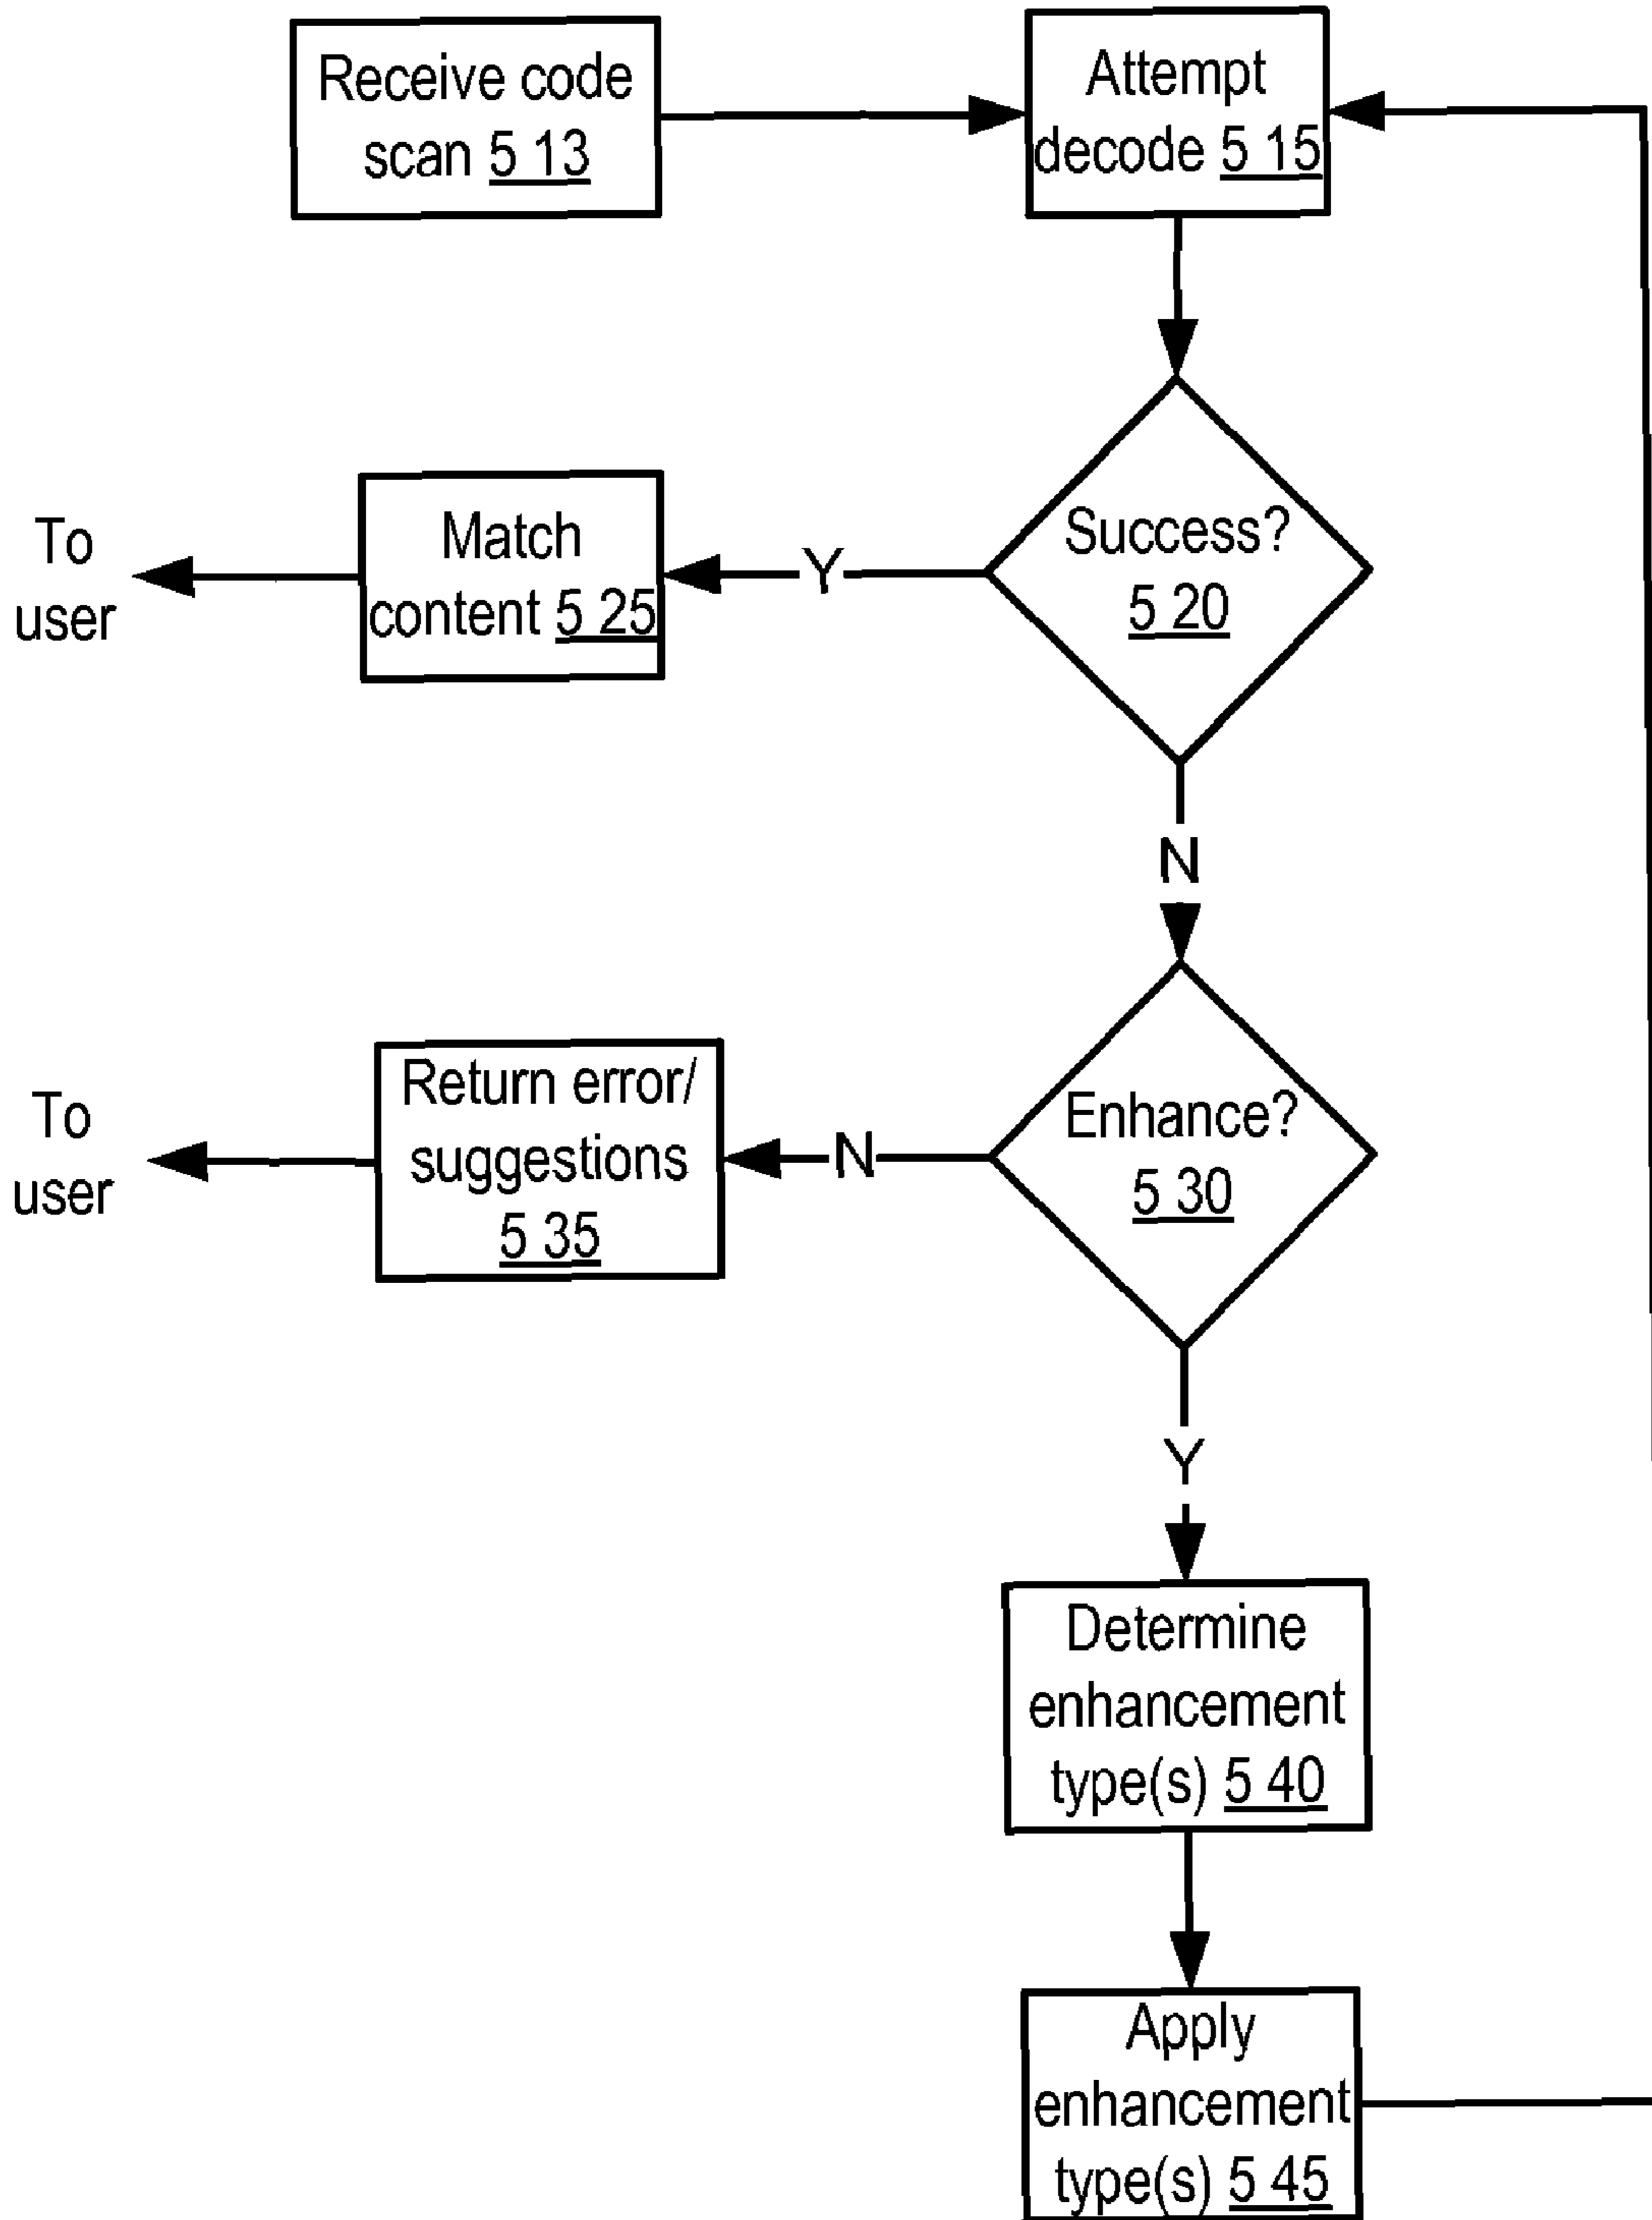 Receive code
scan 5 13
Attempt
decode 5 15
Success?
5 20
Y
Match
content 5 25
To
user
N
Enhance?
5 30
N
Return error/
suggestions
5 35
To
user
Y
Determine
enhancement
type(s) 5 40
Apply
enhancement
type(s) 5 45